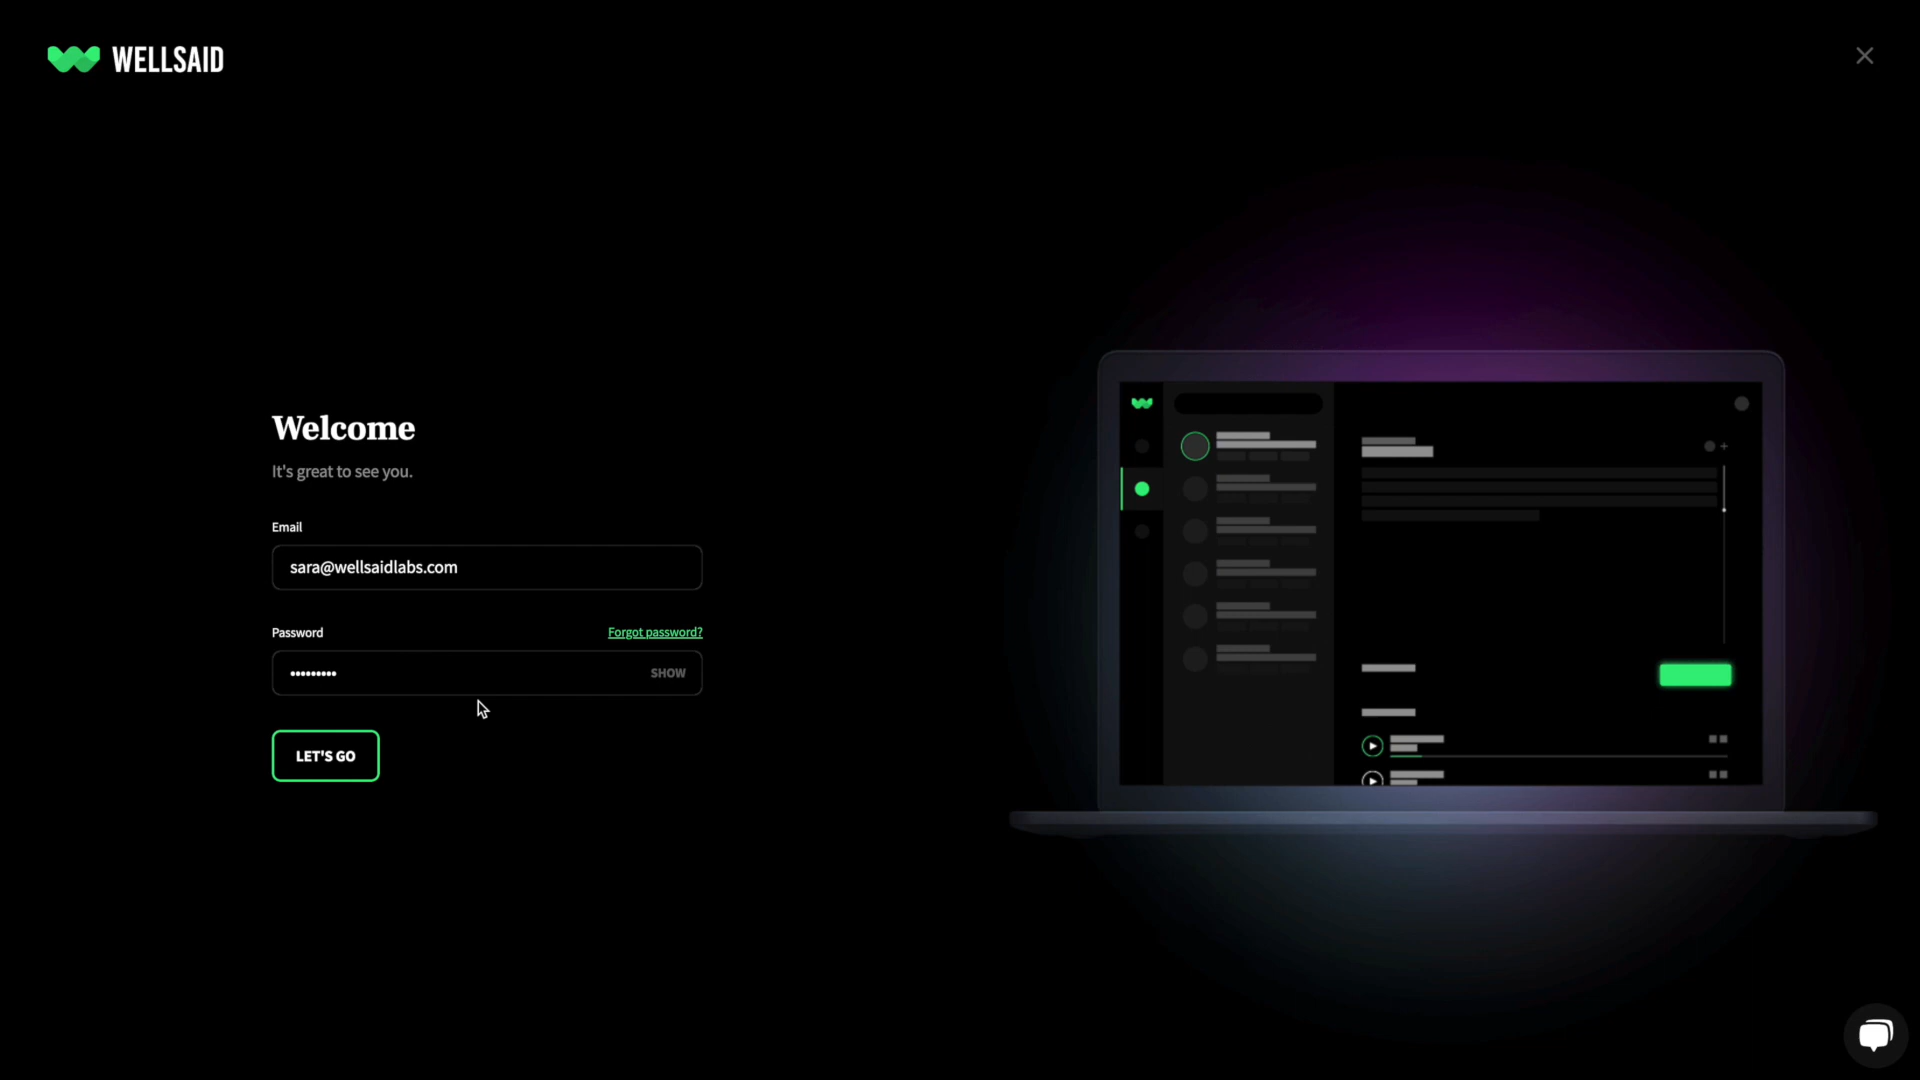 WELLSAID
Welcome
It's great to see you.
Email
sara@wellsaidlabs.com
Password
Forgot password?
•••••••••
SHOW
LET'S GO